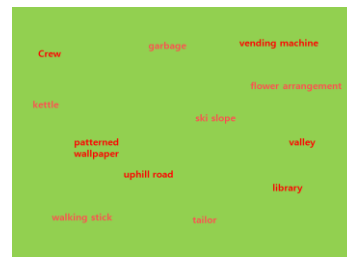 garbage
vending machine
Crew
flower arrangement
kettle
ski slope
patterned
wallpaper
valley
uphill road
library
walking stick
tailor